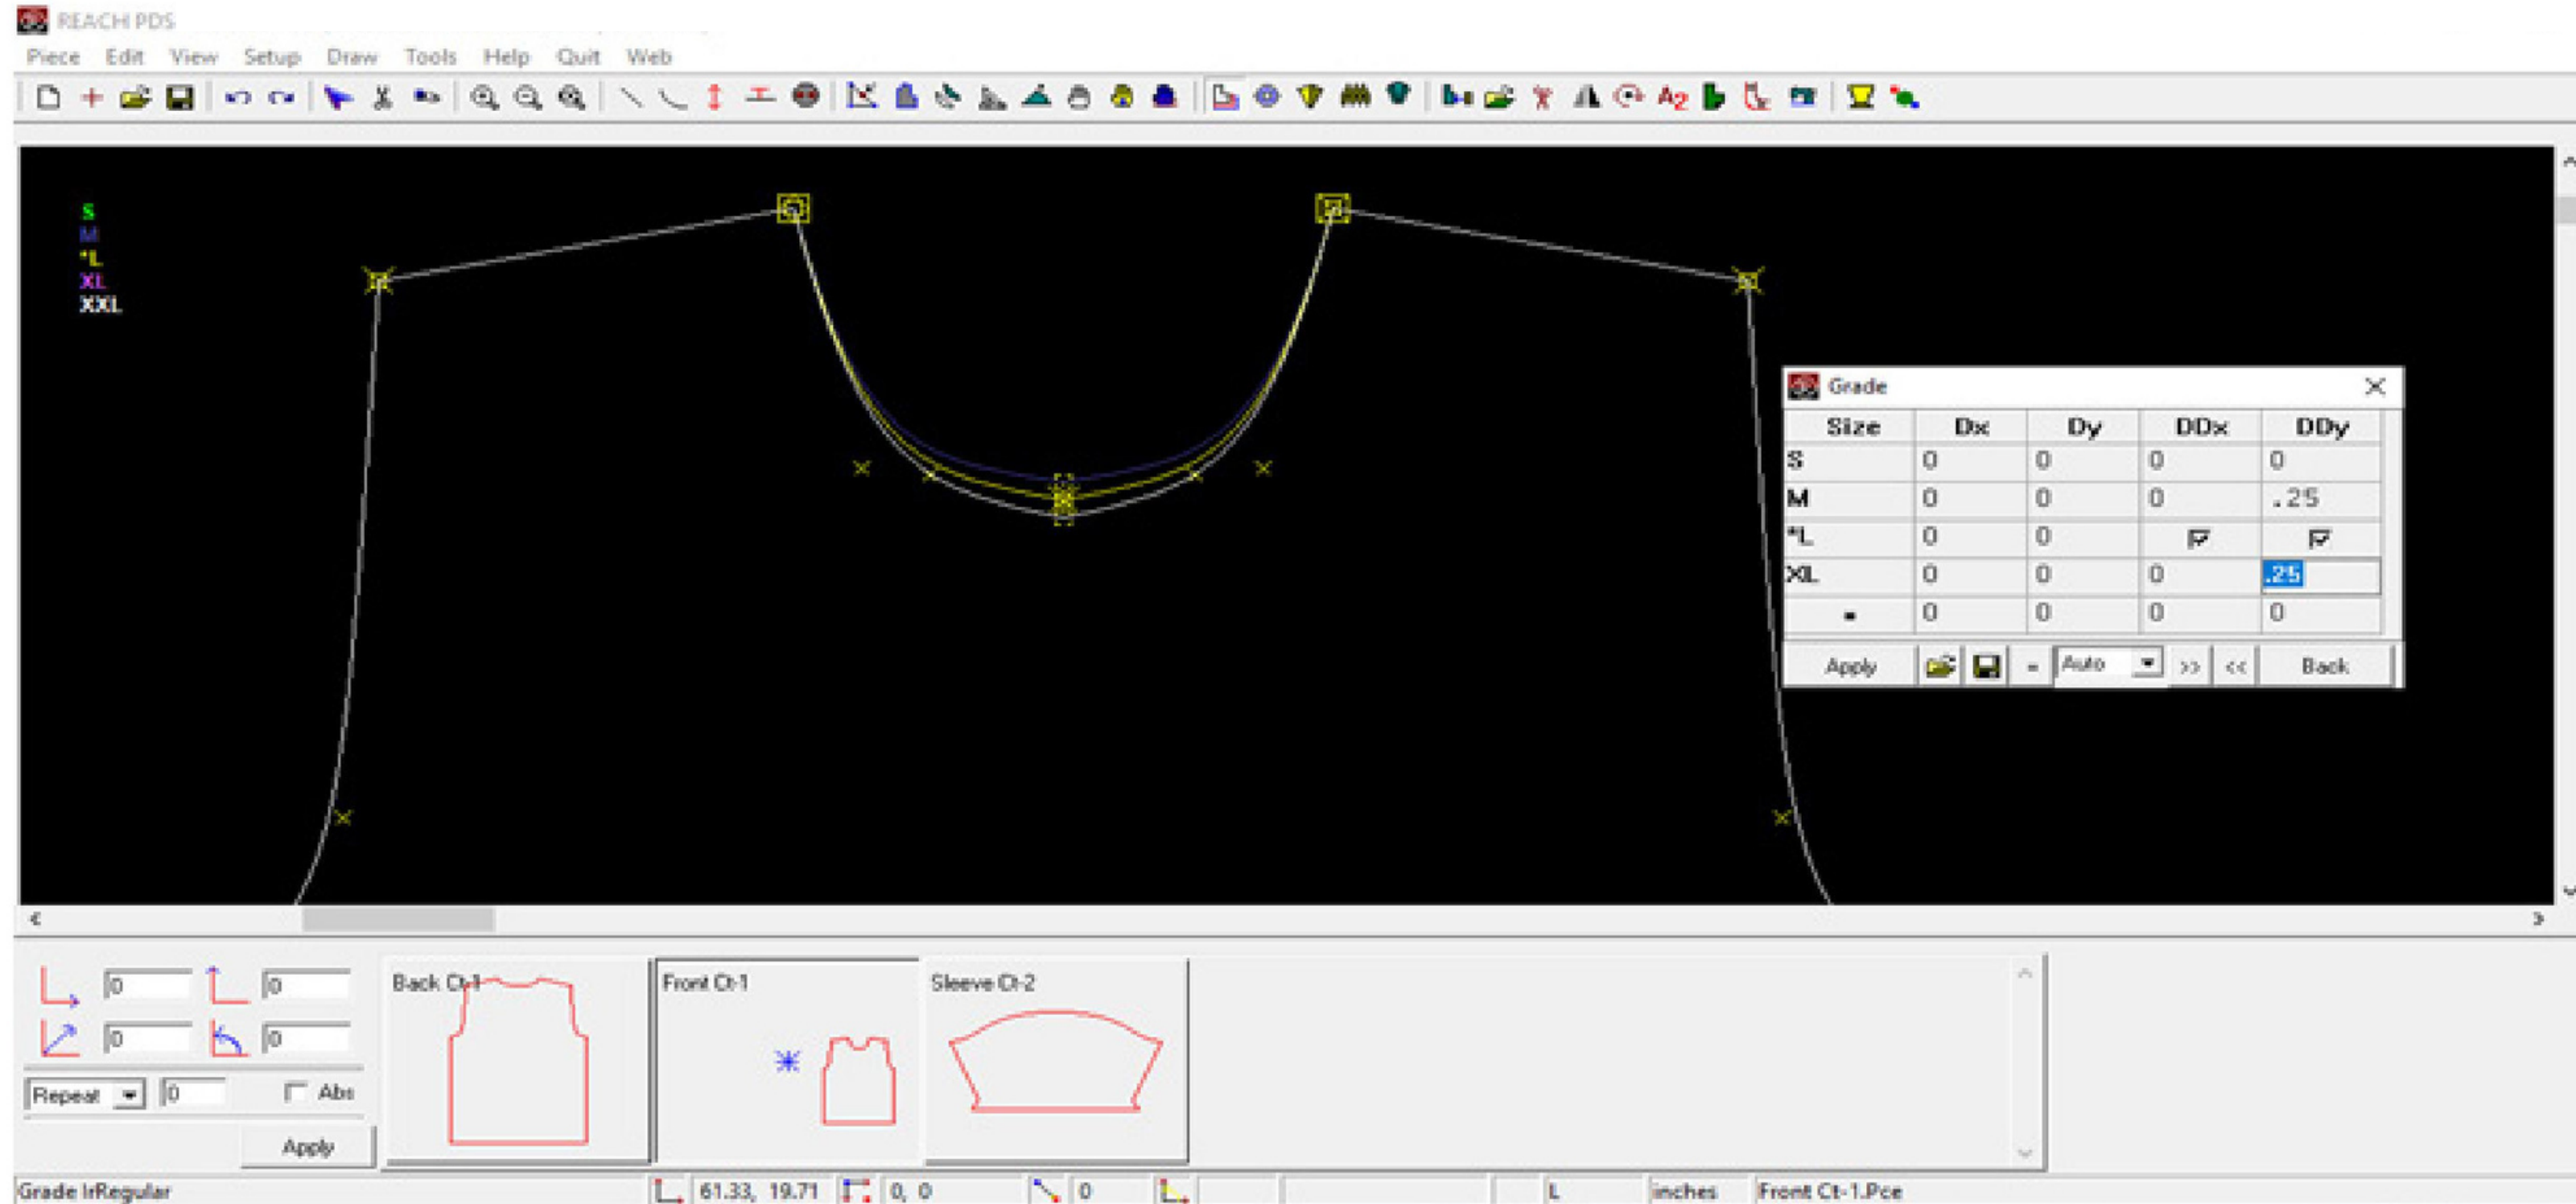 REACH PDS
Piece Edit View Setup Draw Tools Help Quit Web
A2
S
M
*L
XL
XXL
Grade
Size Dx Dy DDx DDy
S 0 0 0 0
M 0 0 0 .25
*L 0 0
XL 0 0 0 .25
0 0 0 0
Apply = Auto >> << Back
0 0
0 0
Repeat 0 Abs
Apply
Back Ct-1
Front Ct-1
Sleeve Ct-2
Grade IrRegular 61.33, 19.71 0, 0 0 L inches Front Ct-1.Pce